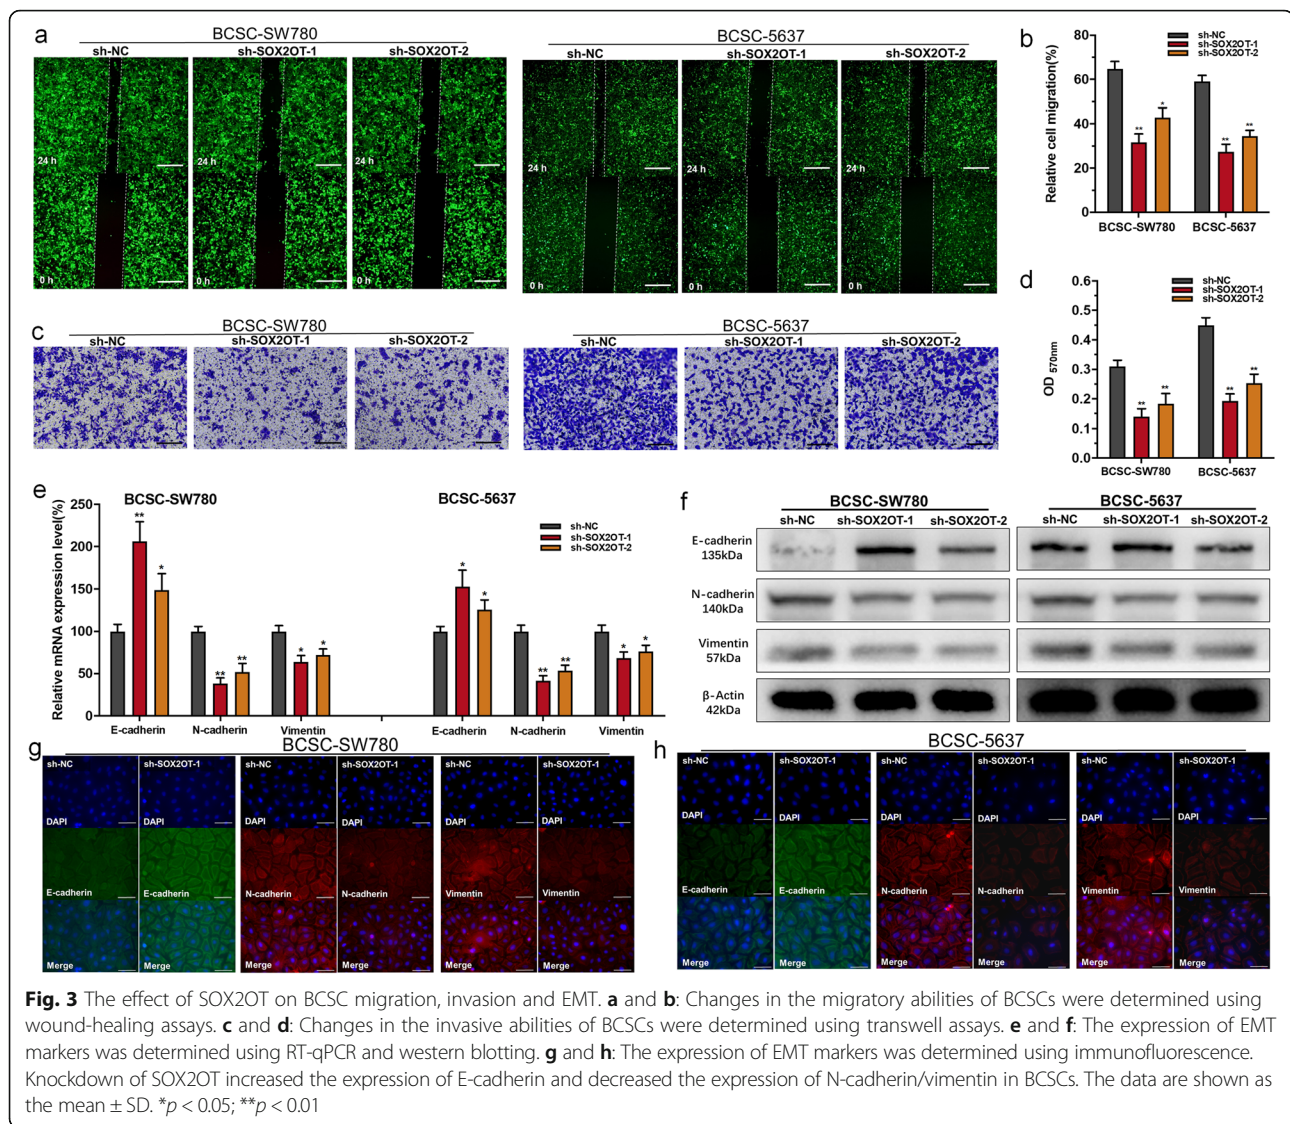 a
BCSC-SW780
sh-NC sh-SOX2OT-1 sh-SOX2OT-2
24 h
0 h
BCSC-5637
sh-NC sh-SOX2OT-1 sh-SOX2OT-2
24 h 24 h 24 h
0 h 0 h 0 h
b
sh-NC
sh-SOX2OT-1
sh-SOX2OT-2
Relative cell migration(%)
80
60
40
20
0
** * ** **
BCSC-SW780 BCSC-5637
c
BCSC-SW780
sh-NC sh-SOX2OT-1 sh-SOX2OT-2
BCSC-5637
sh-NC sh-SOX2OT-1 sh-SOX2OT-2
d
sh-NC
sh-SOX2OT-1
sh-SOX2OT-2
OD 570nm
0.6
0.5
0.4
0.3
0.2
0.1
0.0
** ** ** **
BCSC-SW780 BCSC-5637
e
BCSC-SW780 BCSC-5637
sh-NC
sh-SOX2OT-1
sh-SOX2OT-2
Relative mRNA expression level(%)
250
200
150
100
50
0
** * ** ** * * * * ** ** * *
E-cadherin N-cadherin Vimentin E-cadherin N-cadherin Vimentin
f
BCSC-SW780 BCSC-5637
sh-NC sh-SOX2OT-1 sh-SOX2OT-2 sh-NC sh-SOX2OT-1 sh-SOX2OT-2
E-cadherin
135kDa
N-cadherin
140kDa
Vimentin
57kDa
β-Actin
42kDa
g
BCSC-SW780
sh-NC sh-SOX2OT-1 sh-NC sh-SOX2OT-1 sh-NC sh-SOX2OT-1
DAPI DAPI DAPI DAPI DAPI DAPI
E-cadherin E-cadherin N-cadherin N-cadherin Vimentin Vimentin
Merge Merge Merge Merge Merge Merge
h
BCSC-5637
sh-NC sh-SOX2OT-1 sh-NC sh-SOX2OT-1 sh-NC sh-SOX2OT-1
DAPI DAPI DAPI DAPI DAPI DAPI
E-cadherin E-cadherin N-cadherin N-cadherin Vimentin Vimentin
Merge Merge Merge Merge Merge Merge
Fig. 3 The effect of SOX2OT on BCSC migration, invasion and EMT. a and b: Changes in the migratory abilities of BCSCs were determined using
wound-healing assays. c and d: Changes in the invasive abilities of BCSCs were determined using transwell assays. e and f: The expression of EMT
markers was determined using RT-qPCR and western blotting. g and h: The expression of EMT markers was determined using immunofluorescence.
Knockdown of SOX2OT increased the expression of E-cadherin and decreased the expression of N-cadherin/vimentin in BCSCs. The data are shown as
the mean ± SD. *p < 0.05; **p < 0.01